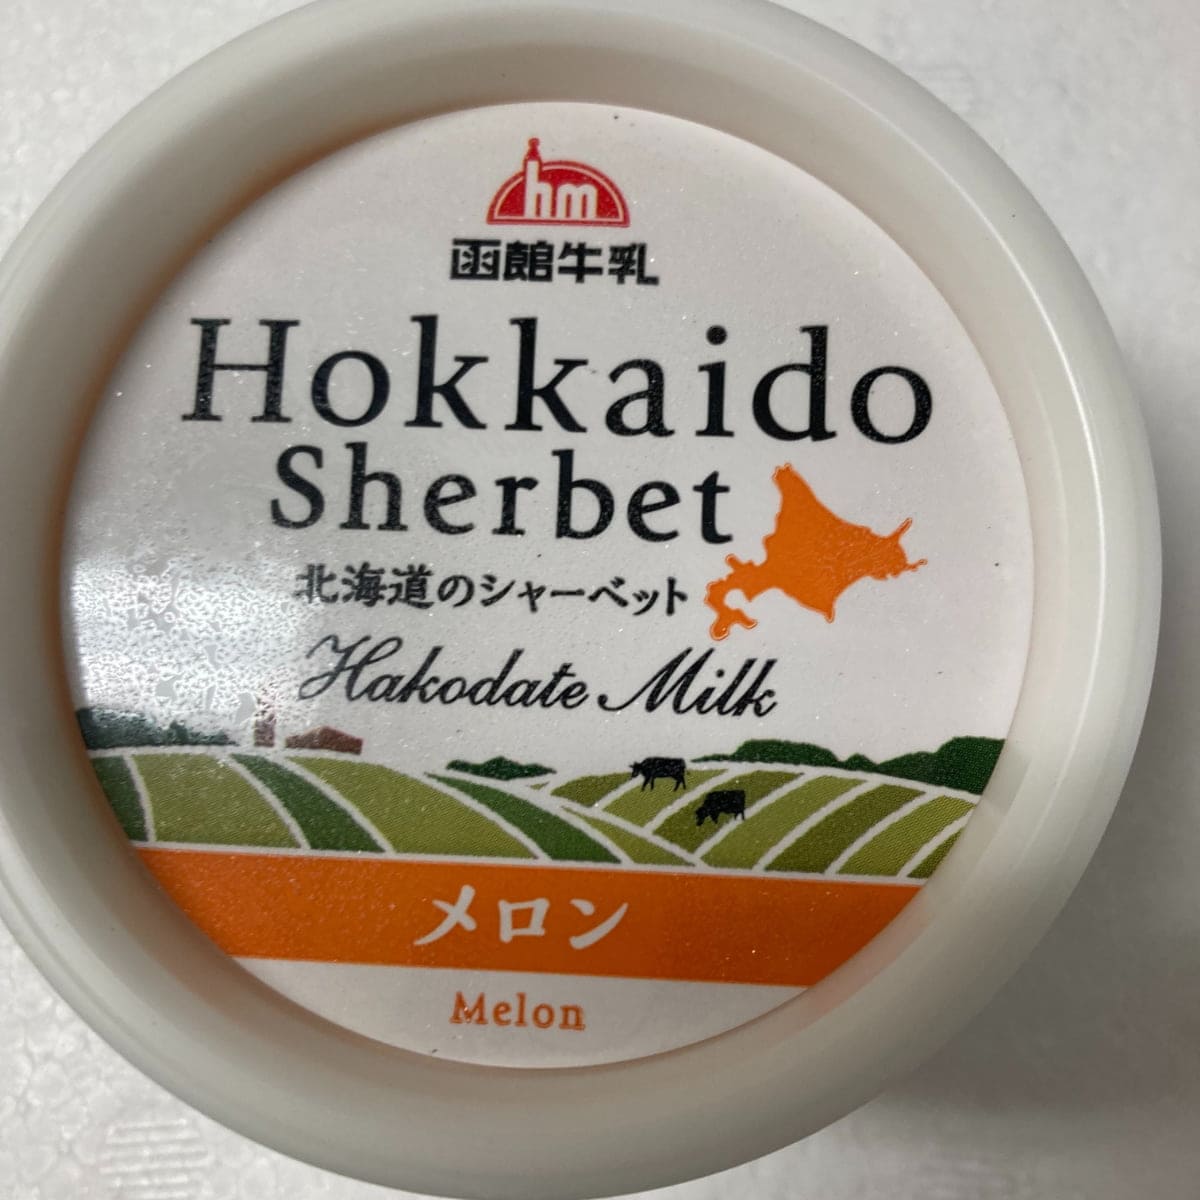 hm
函館牛乳
Hokkaido
Sherbet
北海道のシャーベット
Hakodate Milk
メロン
Melon